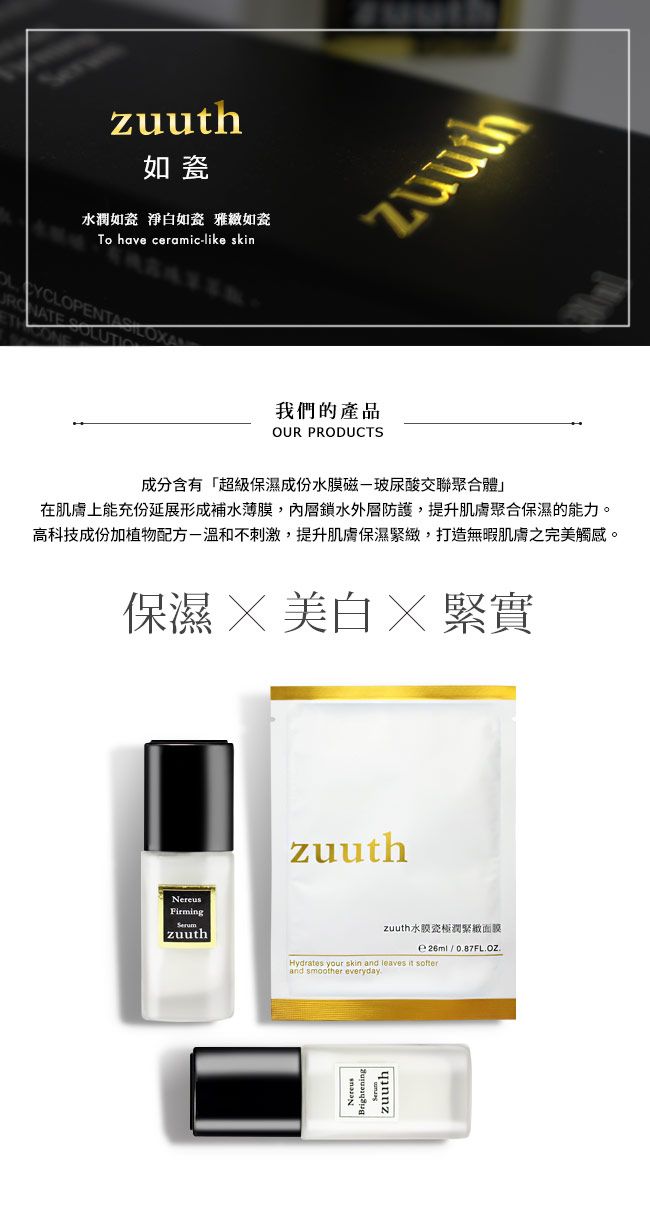 zuuth
如瓷
水潤如瓷 淨白如瓷 雅緻如瓷
To have ceramic-like skin
zuuth
CYCLOPENTASILOXAN
我們的產品
OUR PRODUCTS
成分含有「超級保濕成份水膜磁－玻尿酸交聯聚合體」
在肌膚上能充份延展形成補水薄膜，內層鎖水外層防護，提升肌膚聚合保濕的能力。
高科技成份加植物配方－溫和不刺激，提升肌膚保濕緊緻，打造無暇肌膚之完美觸感。
保濕 × 美白 × 緊實
zuuth
zuuth水膜瓷極潤緊緻面膜
e 26ml / 0.87FL.OZ.
Hydrates your skin and leaves it softer
and smoother everyday.
Nereus
Firming
Serum
zuuth
Nereus
Brightening
Serum
zuuth